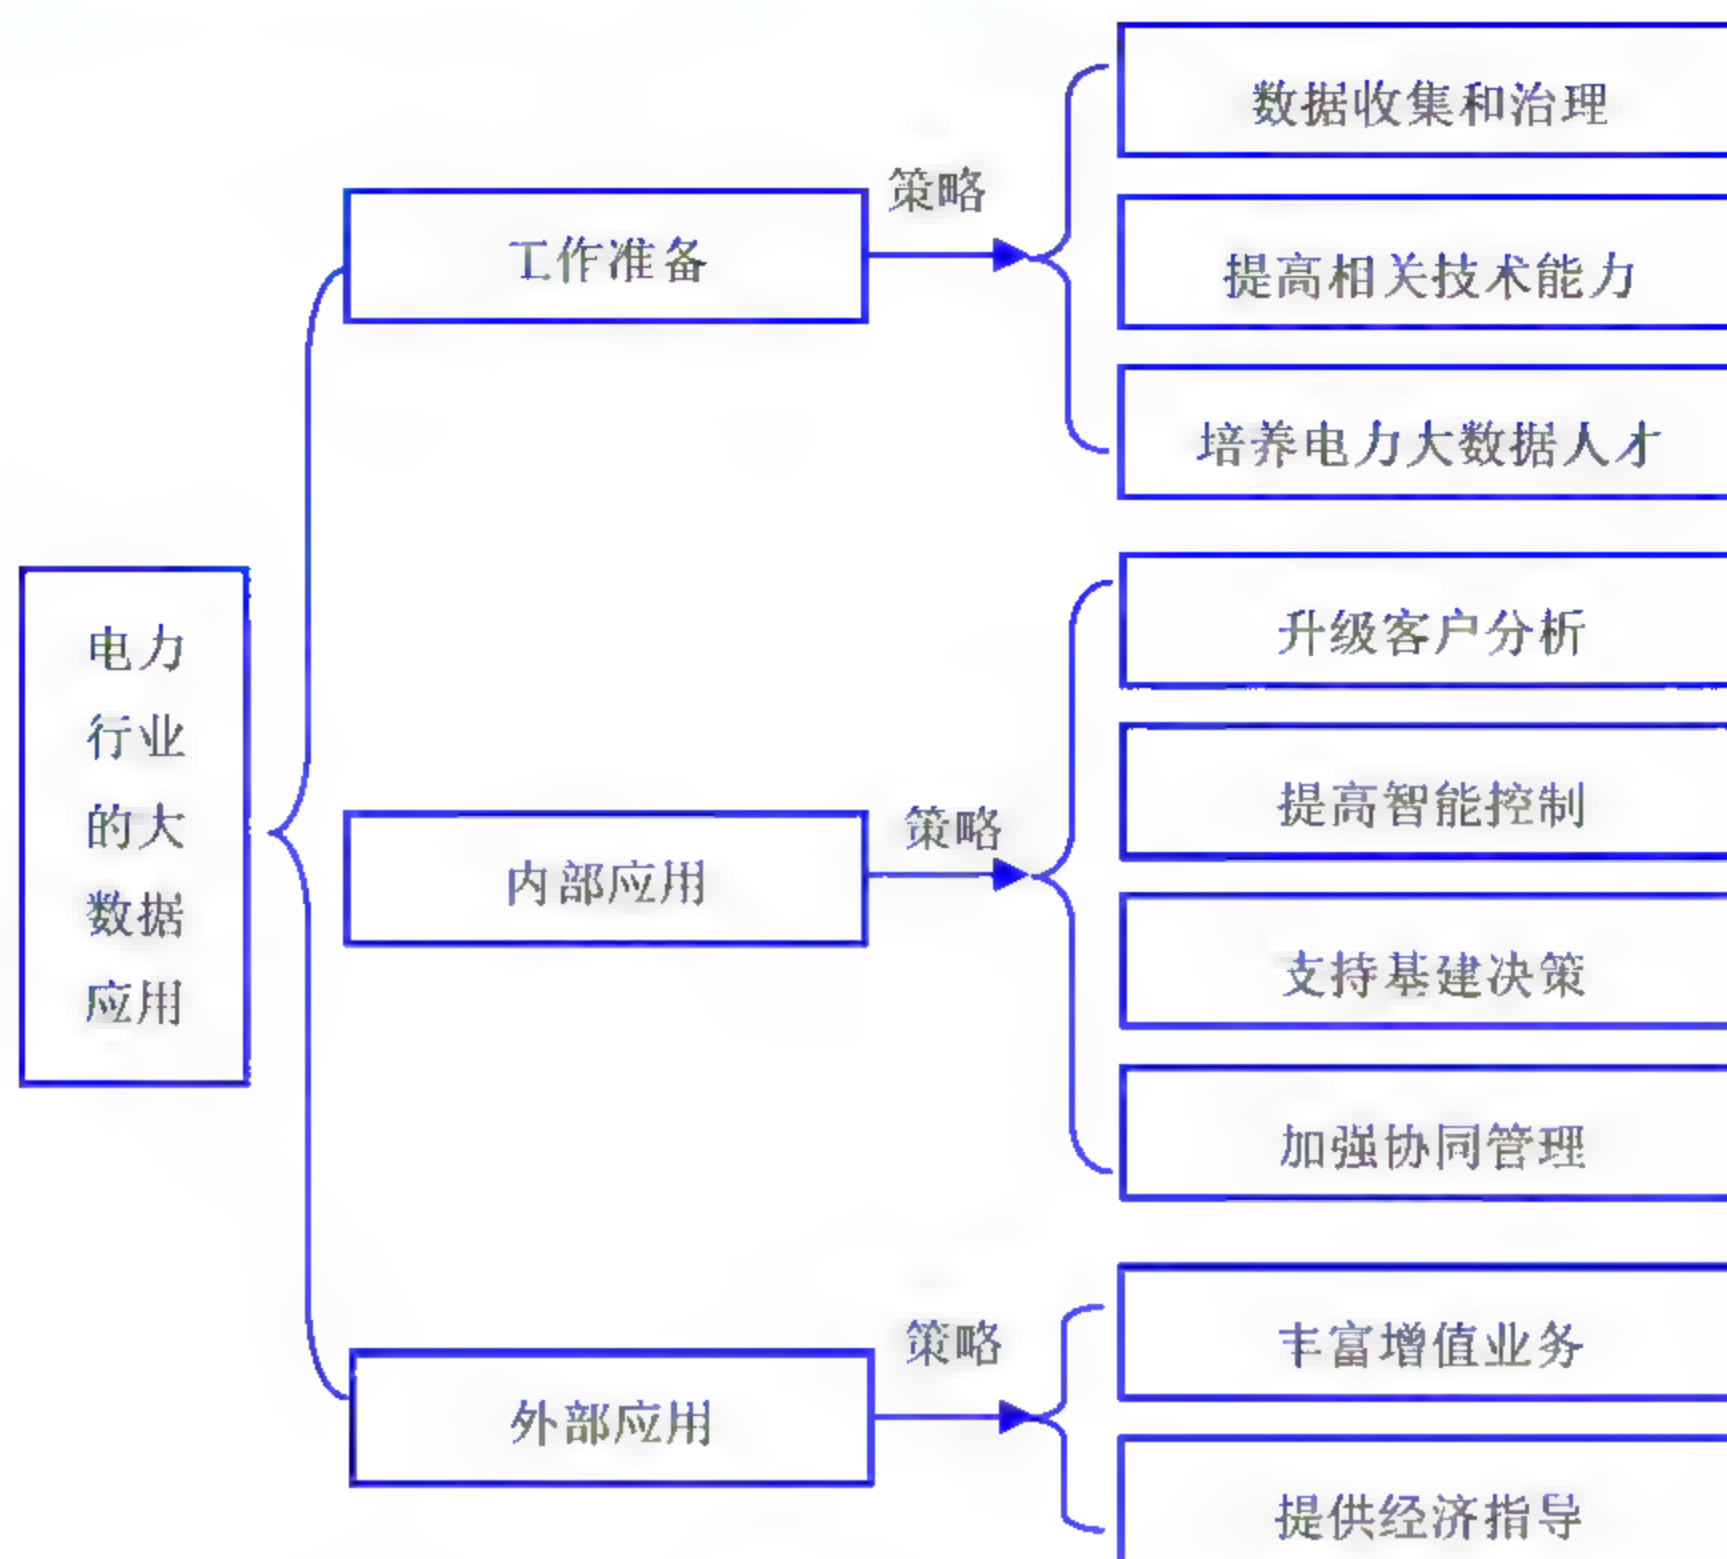 电力
行业
的大
数据
应用
工作准备
策略
数据收集和治理
提高相关技术能力
培养电力大数据人才
内部应用
策略
升级客户分析
提高智能控制
支持基建决策
加强协同管理
外部应用
策略
丰富增值业务
提供经济指导